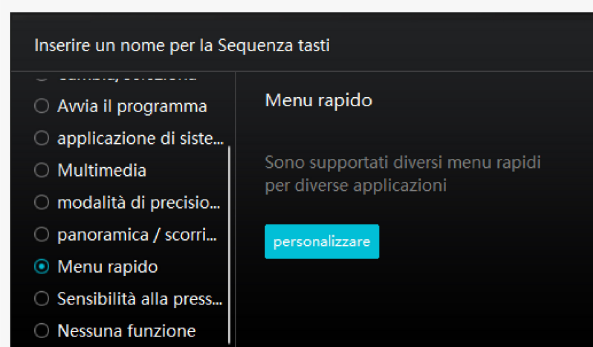 Inserire un nome per la Sequenza tasti
Avvia il programma
applicazione di siste...
Multimedia
modalità di precisio...
panoramica / scorri...
Menu rapido
Sensibilità alla press...
Nessuna funzione
Menu rapido
Sono supportati diversi menu rapidi
per diverse applicazioni
personalizzare